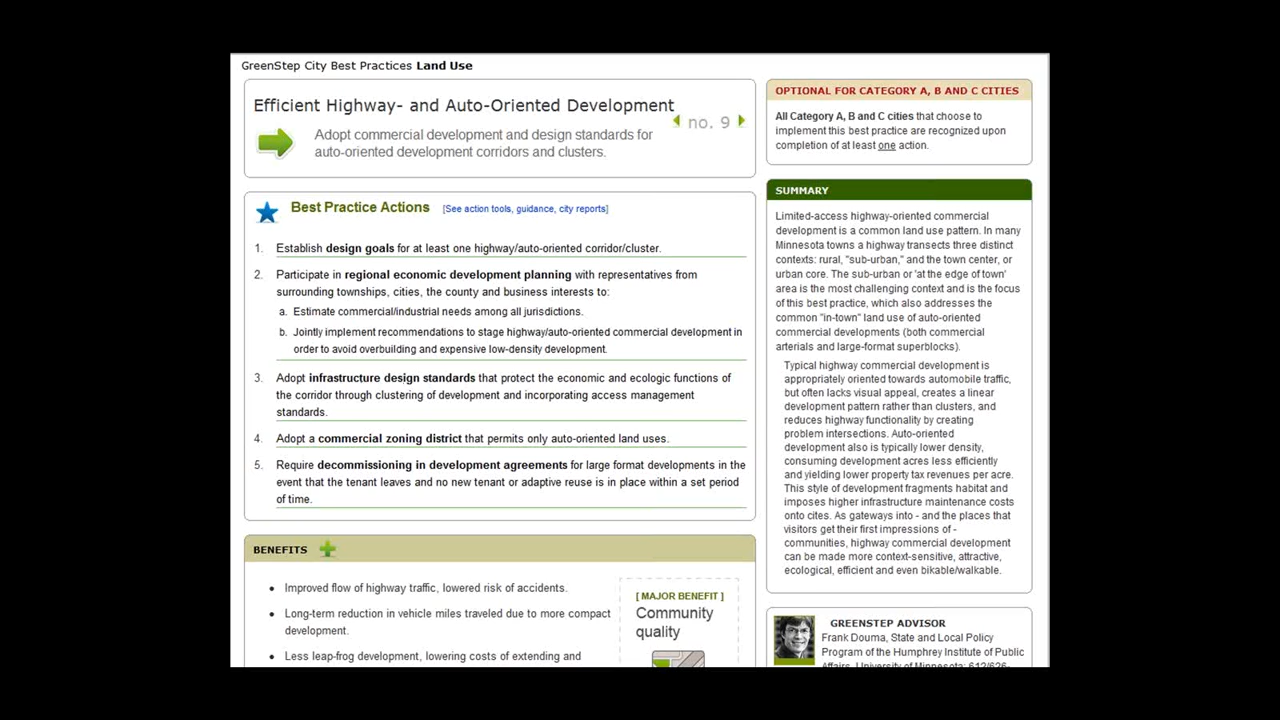 GreenStep City Best Practices Land Use
Efficient Highway- and Auto-Oriented Development
no. 9
Adopt commercial development and design standards for
auto-oriented development corridors and clusters.
Best Practice Actions [See action tools, guidance, city reports]
1. Establish design goals for at least one highway/auto-oriented corridor/cluster.
2. Participate in regional economic development planning with representatives from
surrounding townships, cities, the county and business interests to:
a. Estimate commercial/industrial needs among all jurisdictions.
b. Jointly implement recommendations to stage highway/auto-oriented commercial development in
order to avoid overbuilding and expensive low-density development.
3. Adopt infrastructure design standards that protect the economic and ecologic functions of
the corridor through clustering of development and incorporating access management
standards.
4. Adopt a commercial zoning district that permits only auto-oriented land uses.
5. Require decommissioning in development agreements for large format developments in the
event that the tenant leaves and no new tenant or adaptive reuse is in place within a set period
of time.
BENEFITS
• Improved flow of highway traffic, lowered risk of accidents.
• Long-term reduction in vehicle miles traveled due to more compact
development.
• Less leap-frog development, lowering costs of extending and
[ MAJOR BENEFIT ]
Community
quality
OPTIONAL FOR CATEGORY A, B AND C CITIES
All Category A, B and C cities that choose to
implement this best practice are recognized upon
completion of at least one action.
SUMMARY
Limited-access highway-oriented commercial
development is a common land use pattern. In many
Minnesota towns a highway transects three distinct
contexts: rural, "sub-urban," and the town center, or
urban core. The sub-urban or 'at the edge of town'
area is the most challenging context and is the focus
of this best practice, which also addresses the
common "in-town" land use of auto-oriented
commercial developments (both commercial
arterials and large-format superblocks).
Typical highway commercial development is
appropriately oriented towards automobile traffic,
but often lacks visual appeal, creates a linear
development pattern rather than clusters, and
reduces highway functionality by creating
problem intersections. Auto-oriented
development also is typically lower density,
consuming development acres less efficiently
and yielding lower property tax revenues per acre.
This style of development fragments habitat and
imposes higher infrastructure maintenance costs
onto cites. As gateways into - and the places that
visitors get their first impressions of -
communities, highway commercial development
can be made more context-sensitive, attractive,
ecological, efficient and even bikable/walkable.
GREENSTEP ADVISOR
Frank Douma, State and Local Policy
Program of the Humphrey Institute of Public
Affairs, University of Minnesota: 612/626-